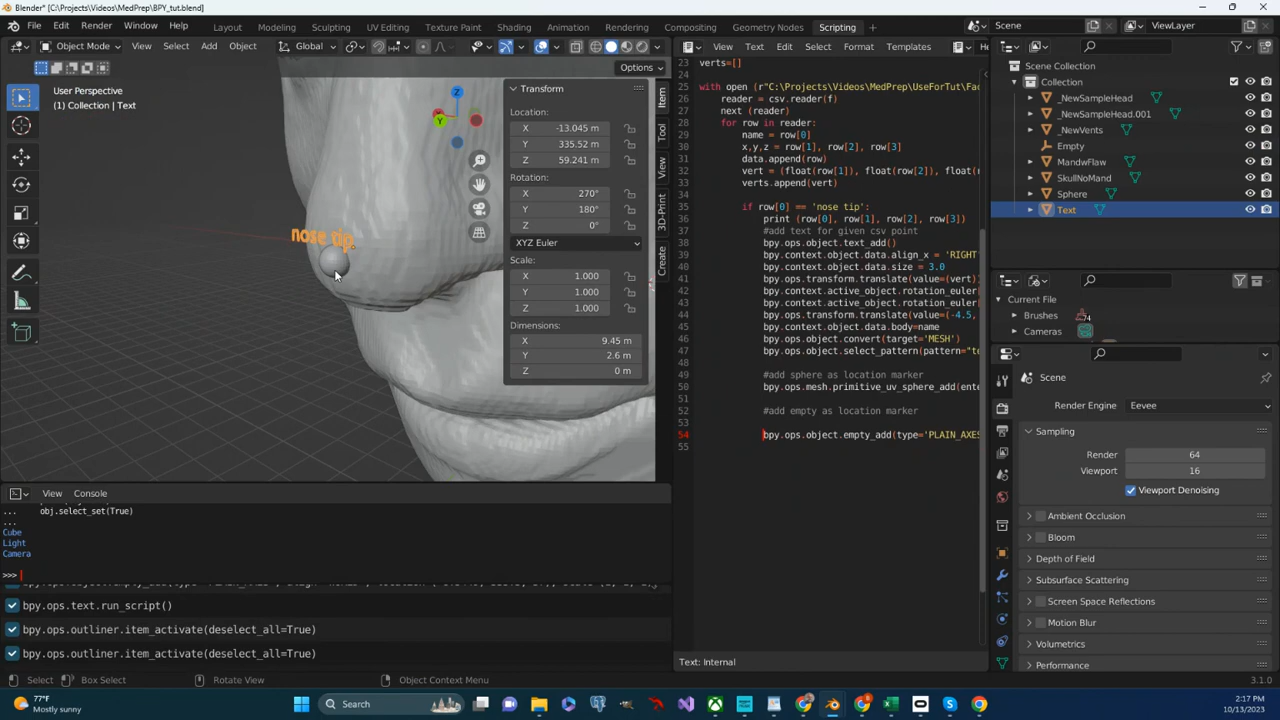 Blender* [C:\Projects\Videos\MedPrep\BPY_tut.blend]
File Edit Render Window Help Layout Modeling Sculpting UV Editing Texture Paint Shading Animation Rendering Compositing Geometry Nodes Scripting Scene ViewLayer
Object Mode View Select Add Object Global
Options
User Perspective
(1) Collection | Text
nose tip
Z
Y
Transform
Location:
X -13.045 m
Y 335.52 m
Z 59.241 m
Rotation:
X 270°
Y 180°
Z 0°
XYZ Euler
Scale:
X 1.000
Y 1.000
Z 1.000
Dimensions:
X 9.45 m
Y 2.6 m
Z 0 m
Item
Tool
View
3D-Print
Create
View Text Edit Select Format Templates
23 verts=[]
24
25 with open (r"C:\Projects\Videos\MedPrep\UseForTut\Fac
26 reader = csv.reader(f)
27 next (reader)
28 for row in reader:
29 name = row[0]
30 x,y,z = row[1], row[2], row[3]
31 data.append(row)
32 vert = (float(row[1]), float(row[2]), float(r
33 verts.append(vert)
34
35 if row[0] == 'nose tip':
36 print (row[0], row[1], row[2], row[3])
37 #add text for given csv point
38 bpy.ops.object.text_add()
39 bpy.context.object.data.align_x = 'RIGHT'
40 bpy.context.object.data.size = 3.0
41 bpy.ops.transform.translate(value=(vert)
42 bpy.context.active_object.rotation_euler
43 bpy.context.active_object.rotation_euler
44 bpy.ops.transform.translate(value=(-4.5,
45 bpy.context.object.data.body=name
46 bpy.ops.object.convert(target='MESH')
47 bpy.ops.object.select_pattern(pattern="te
48
49 #add sphere as location marker
50 bpy.ops.mesh.primitive_uv_sphere_add(ente
51
52 #add empty as location marker
53
54 bpy.ops.object.empty_add(type='PLAIN_AXES
55
Text: Internal
Scene Collection
Collection
_NewSampleHead
_NewSampleHead.001
_NewVents
Empty
MandwFlaw
SkullNoMand
Sphere
Text
Current File
Brushes 74
Cameras
Scene
Render Engine Eevee
Sampling
Render 64
Viewport 16
Viewport Denoising
Ambient Occlusion
Bloom
Depth of Field
Subsurface Scattering
Screen Space Reflections
Motion Blur
Volumetrics
Performance
View Console
... obj.select_set(True)
...
Cube
Light
Camera
>>>
bpy.ops.text.run_script()
bpy.ops.outliner.item_activate(deselect_all=True)
bpy.ops.outliner.item_activate(deselect_all=True)
Select Box Select Rotate View Object Context Menu
77°F
Mostly sunny
Search
2:17 PM
10/13/2023